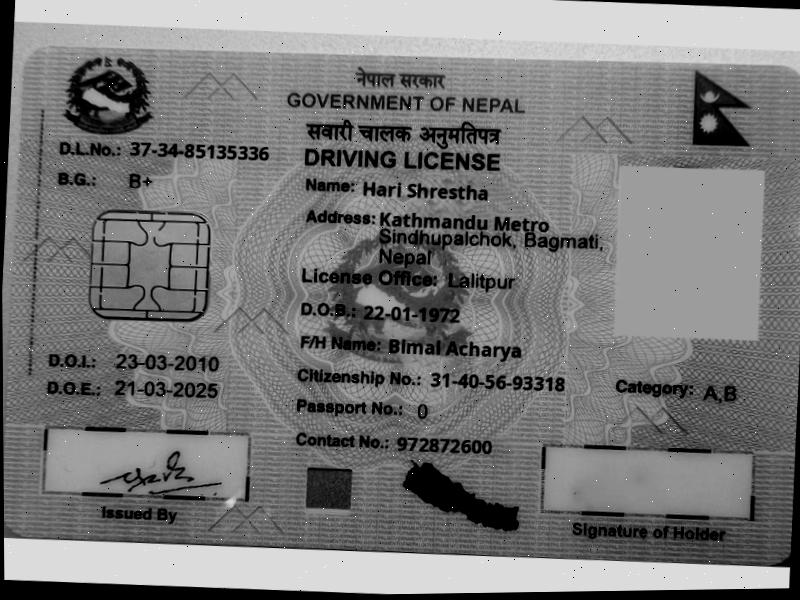 नेपाल सरकार
GOVERNMENT OF NEPAL
सवारी चालक अनुमतिपत्र
DRIVING LICENSE
D.L.No.: 37-34-85135336
B.G.: B+
Name: Hari Shrestha
Address: Kathmandu Metro
Sindhupalchok, Bagmati,
Nepal
License Office: Lalitpur
D.O.B.: 22-01-1972
F/H Name: Bimal Acharya
D.O.I.: 23-03-2010
D.O.E.: 21-03-2025
Citizenship No.: 31-40-56-93318
Category: A,B
Passport No.: 0
Contact No.: 972872600
Issued By
Signature of Holder